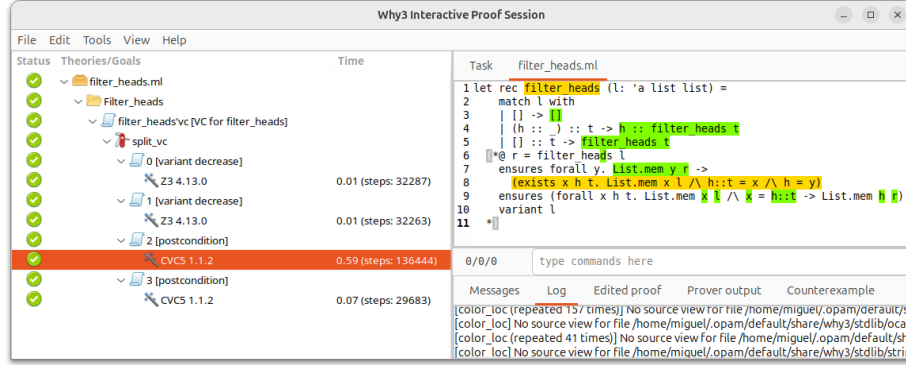 Why3 Interactive Proof Session
File Edit Tools View Help
Status Theories/Goals Time
filter_heads.ml
Filter_heads
filter_heads'vc [VC for filter_heads]
split_vc
0 [variant decrease]
Z3 4.13.0 0.01 (steps: 32287)
1 [variant decrease]
Z3 4.13.0 0.01 (steps: 32263)
2 [postcondition]
CVC5 1.1.2 0.59 (steps: 136444)
3 [postcondition]
CVC5 1.1.2 0.07 (steps: 29683)
Task filter_heads.ml
1 let rec filter_heads (l: 'a list list) =
2 match l with
3 | [] -> []
4 | (h :: _) :: t -> h :: filter_heads t
5 | [] :: t -> filter_heads t
6 (*@ r = filter_heads l
7 ensures forall y. List.mem y r ->
8 (exists x h t. List.mem x l /\ h::t = x /\ h = y)
9 ensures (forall x h t. List.mem x l /\ x = h::t -> List.mem h r)
10 variant l
11 *)
0/0/0 type commands here
Messages Log Edited proof Prover output Counterexample
[color_loc (repeated 157 times)] No source view for file /home/miguel/.opam/default/s
[color_loc] No source view for file /home/miguel/.opam/default/share/why3/stdlib/oca
[color_loc (repeated 41 times)] No source view for file /home/miguel/.opam/default/sh
[color_loc] No source view for file /home/miguel/.opam/default/share/why3/stdlib/stri